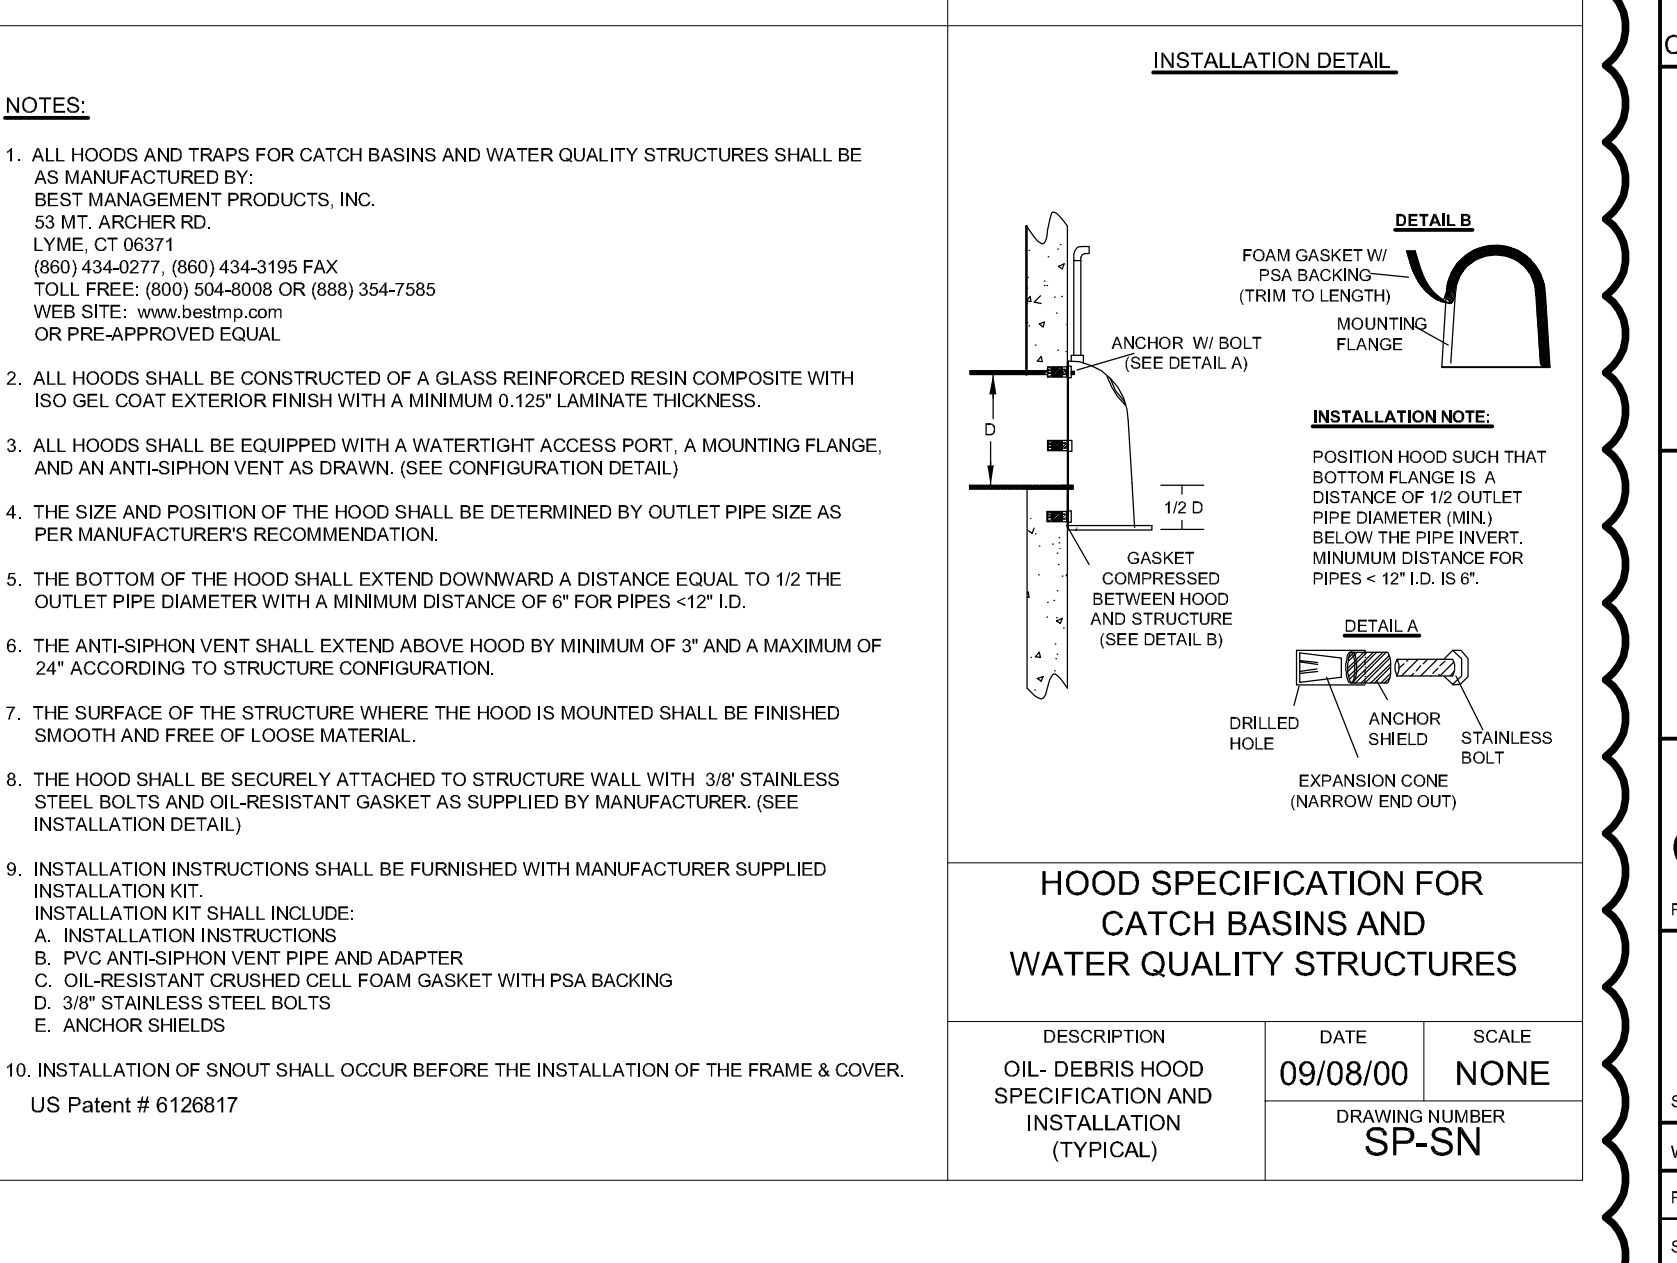 NOTES:
1. ALL HOODS AND TRAPS FOR CATCH BASINS AND WATER QUALITY STRUCTURES SHALL BE
AS MANUFACTURED BY:
BEST MANAGEMENT PRODUCTS, INC.
53 MT. ARCHER RD.
LYME, CT 06371
(860) 434-0277, (860) 434-3195 FAX
TOLL FREE: (800) 504-8008 OR (888) 354-7585
WEB SITE: www.bestmp.com
OR PRE-APPROVED EQUAL
2. ALL HOODS SHALL BE CONSTRUCTED OF A GLASS REINFORCED RESIN COMPOSITE WITH
ISO GEL COAT EXTERIOR FINISH WITH A MINIMUM 0.125" LAMINATE THICKNESS.
3. ALL HOODS SHALL BE EQUIPPED WITH A WATERTIGHT ACCESS PORT, A MOUNTING FLANGE,
AND AN ANTI-SIPHON VENT AS DRAWN. (SEE CONFIGURATION DETAIL)
4. THE SIZE AND POSITION OF THE HOOD SHALL BE DETERMINED BY OUTLET PIPE SIZE AS
PER MANUFACTURER'S RECOMMENDATION.
5. THE BOTTOM OF THE HOOD SHALL EXTEND DOWNWARD A DISTANCE EQUAL TO 1/2 THE
OUTLET PIPE DIAMETER WITH A MINIMUM DISTANCE OF 6" FOR PIPES <12" I.D.
6. THE ANTI-SIPHON VENT SHALL EXTEND ABOVE HOOD BY MINIMUM OF 3" AND A MAXIMUM OF
24" ACCORDING TO STRUCTURE CONFIGURATION.
7. THE SURFACE OF THE STRUCTURE WHERE THE HOOD IS MOUNTED SHALL BE FINISHED
SMOOTH AND FREE OF LOOSE MATERIAL.
8. THE HOOD SHALL BE SECURELY ATTACHED TO STRUCTURE WALL WITH 3/8' STAINLESS
STEEL BOLTS AND OIL-RESISTANT GASKET AS SUPPLIED BY MANUFACTURER. (SEE
INSTALLATION DETAIL)
9. INSTALLATION INSTRUCTIONS SHALL BE FURNISHED WITH MANUFACTURER SUPPLIED
INSTALLATION KIT.
INSTALLATION KIT SHALL INCLUDE:
A. INSTALLATION INSTRUCTIONS
B. PVC ANTI-SIPHON VENT PIPE AND ADAPTER
C. OIL-RESISTANT CRUSHED CELL FOAM GASKET WITH PSA BACKING
D. 3/8" STAINLESS STEEL BOLTS
E. ANCHOR SHIELDS
10. INSTALLATION OF SNOUT SHALL OCCUR BEFORE THE INSTALLATION OF THE FRAME & COVER.
US Patent # 6126817
INSTALLATION DETAIL
DETAIL B
FOAM GASKET W/
PSA BACKING
(TRIM TO LENGTH)
MOUNTING
FLANGE
ANCHOR W/ BOLT
(SEE DETAIL A)
D
1/2 D
GASKET
COMPRESSED
BETWEEN HOOD
AND STRUCTURE
(SEE DETAIL B)
INSTALLATION NOTE:
POSITION HOOD SUCH THAT
BOTTOM FLANGE IS A
DISTANCE OF 1/2 OUTLET
PIPE DIAMETER (MIN.)
BELOW THE PIPE INVERT.
MINUMUM DISTANCE FOR
PIPES < 12" I.D. IS 6".
DETAIL A
DRILLED
HOLE
ANCHOR
SHIELD
STAINLESS
BOLT
EXPANSION CONE
(NARROW END OUT)
HOOD SPECIFICATION FOR
CATCH BASINS AND
WATER QUALITY STRUCTURES
DESCRIPTION
OIL- DEBRIS HOOD
SPECIFICATION AND
INSTALLATION
(TYPICAL)
DATE
09/08/00
SCALE
NONE
DRAWING NUMBER
SP-SN